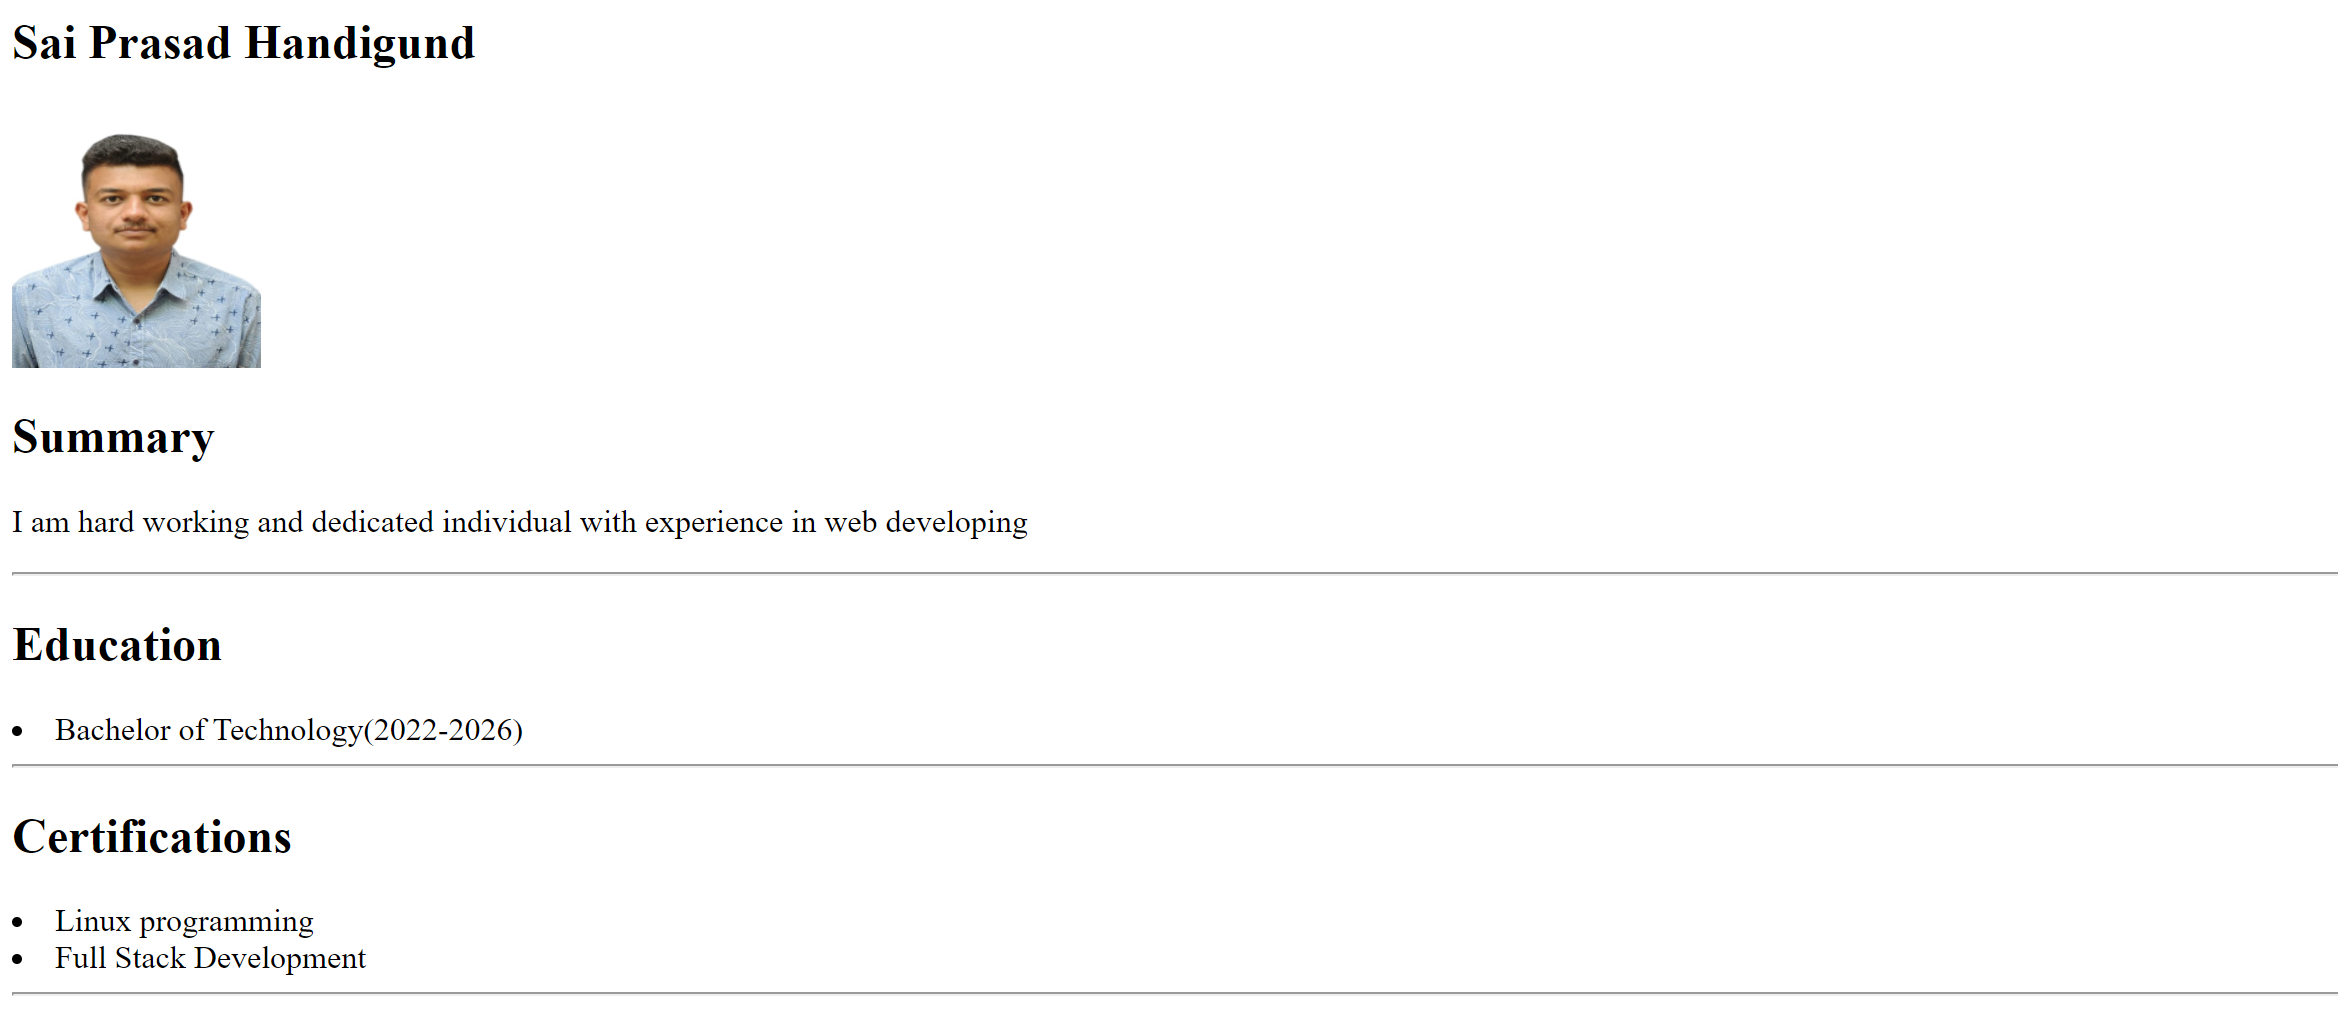 Sai Prasad Handigund
Summary
I am hard working and dedicated individual with experience in web developing
Education
Bachelor of Technology(2022-2026)
Certifications
Linux programming
Full Stack Development